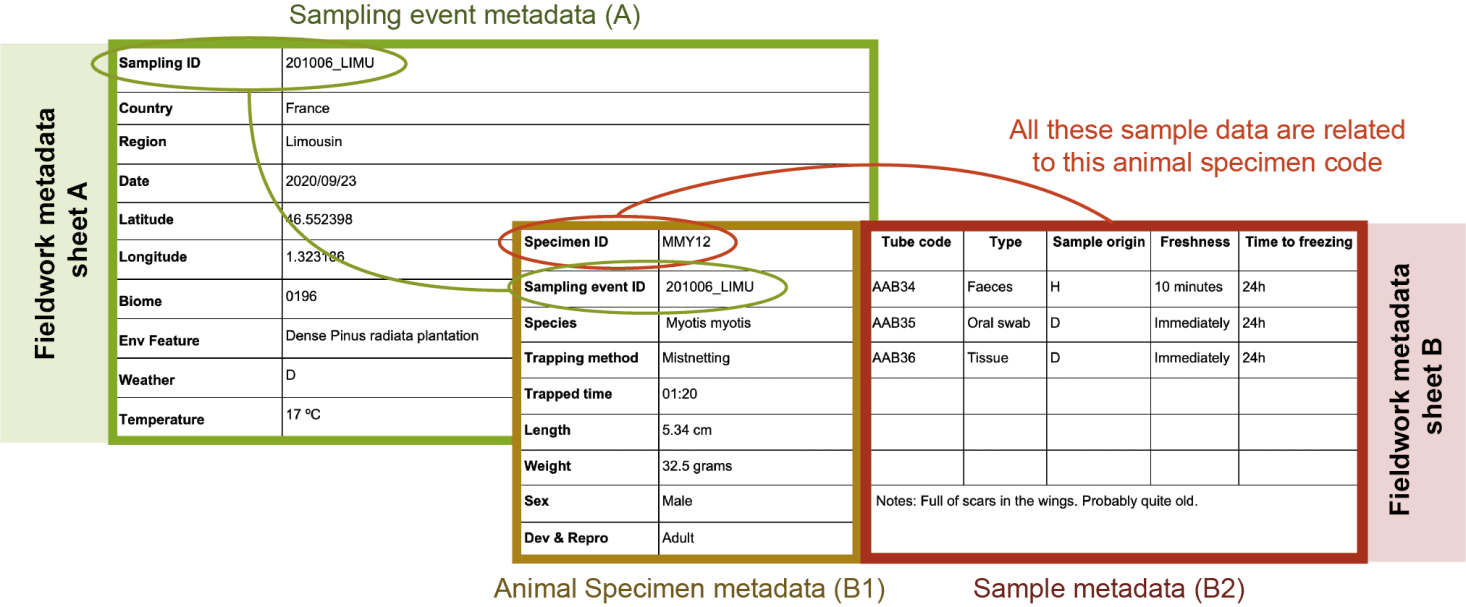 Sampling event metadata (A)
Fieldwork metadata
sheet A
Sampling ID 201006_LIMU
Country France
Region Limousin
Date 2020/09/23
Latitude 46.552398
Longitude 1.323186
Biome 0196
Env Feature Dense Pinus radiata plantation
Weather D
Temperature 17 ºC
All these sample data are related
to this animal specimen code
Specimen ID MMY12
Sampling event ID 201006_LIMU
Species Myotis myotis
Trapping method Mistnetting
Trapped time 01:20
Length 5.34 cm
Weight 32.5 grams
Sex Male
Dev & Repro Adult
Tube code Type Sample origin Freshness Time to freezing
AAB34 Faeces H 10 minutes 24h
AAB35 Oral swab D Immediately 24h
AAB36 Tissue D Immediately 24h
Notes: Full of scars in the wings. Probably quite old.
Fieldwork metadata
sheet B
Animal Specimen metadata (B1)
Sample metadata (B2)